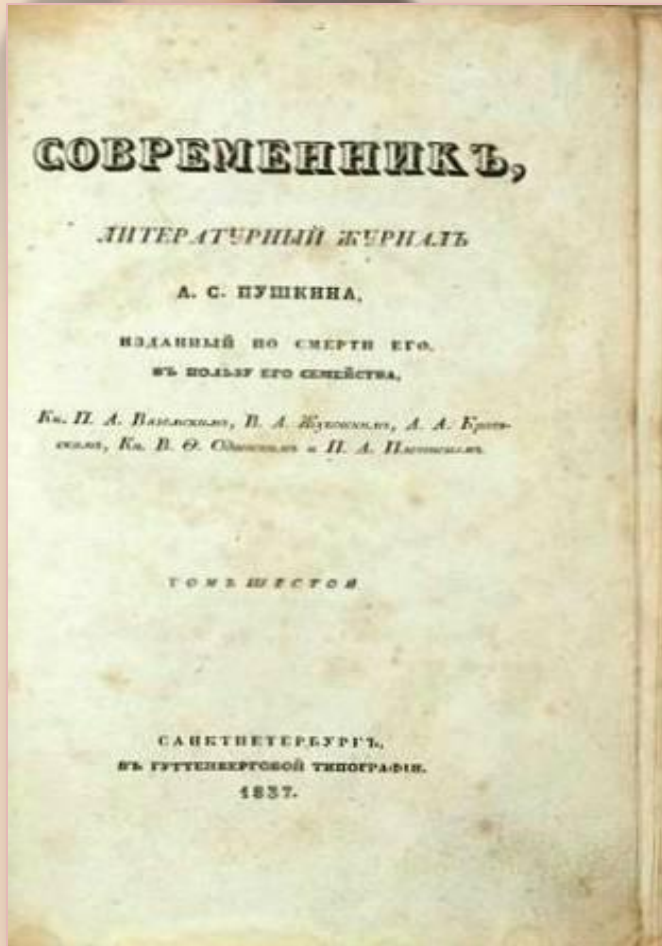 СОВРЕМЕННИКЪ,
ЛИТЕРАТУРНЫЙ ЖУРНАЛЪ
А. С. ПУШКИНА,
ИЗДАННЫЙ ПО СМЕРТИ ЕГО,
ВЪ ПОЛЬЗУ ЕГО СЕМЕЙСТВА,
Кн. П. А. Вяземскимъ, В. А. Жуковскимъ, А. А. Краев-
скимъ, Кн. В. Ѳ. Одоевскимъ и П. А. Плетневымъ
ТОМЪ ШЕСТОЙ
САНКТПЕТЕРБУРГЪ,
ВЪ ГУТТЕНБЕРГОВОЙ ТИПОГРАФІИ.
1837.